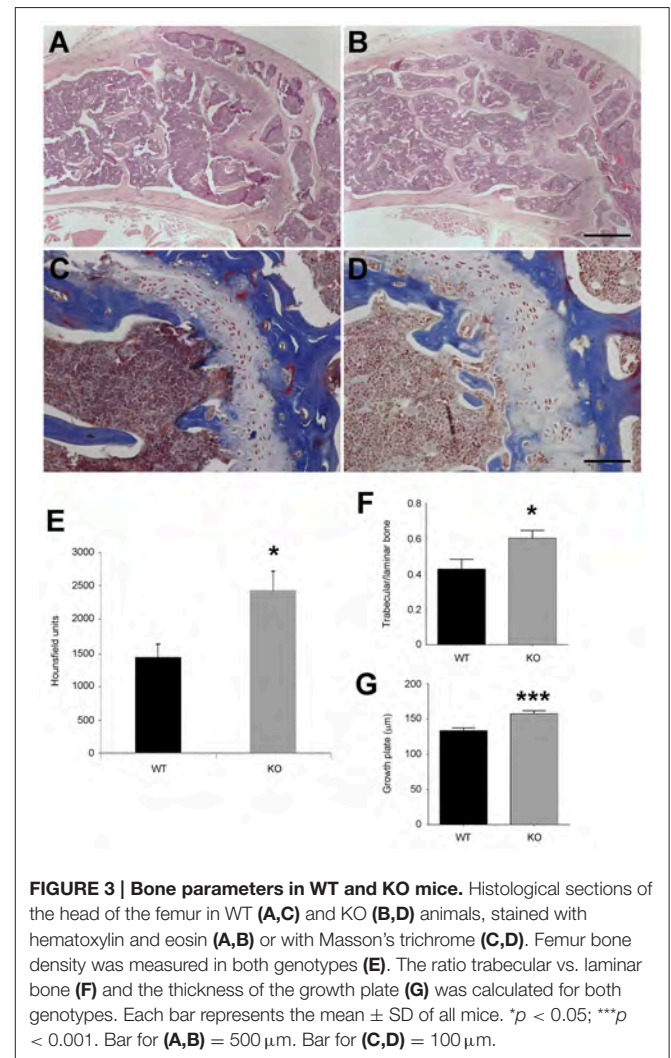 A
B
C
D
E
*
3000
2500
2000
1500
1000
500
0
Hounsfield units
WT
KO
F
*
0.8
0.6
0.4
0.2
0
Trabecular/laminar bone
WT
KO
G
***
200
150
100
50
0
Growth plate (µm)
WT
KO
FIGURE 3 | Bone parameters in WT and KO mice. Histological sections of
the head of the femur in WT (A,C) and KO (B,D) animals, stained with
hematoxylin and eosin (A,B) or with Masson's trichrome (C,D). Femur bone
density was measured in both genotypes (E). The ratio trabecular vs. laminar
bone (F) and the thickness of the growth plate (G) was calculated for both
genotypes. Each bar represents the mean ± SD of all mice. *p < 0.05; ***p
< 0.001. Bar for (A,B) = 500 µm. Bar for (C,D) = 100 µm.